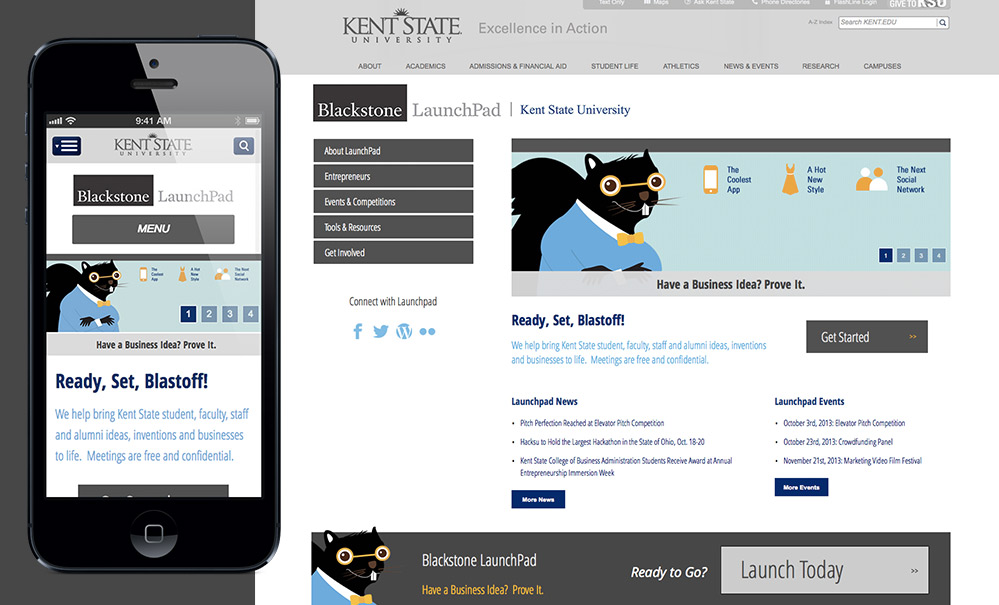 9:41 AM
KENT STATE
UNIVERSITY
Blackstone LaunchPad
MENU
The Coolest App
A Hot New Style
The Next Social Network
1 2 3 4
Have a Business Idea? Prove It.
Ready, Set, Blastoff!
We help bring Kent State student, faculty, staff
and alumni ideas, inventions and businesses
to life. Meetings are free and confidential.
Text Only Maps Ask Kent State Phone Directories FlashLine Login GIVE TO KSU
KENT STATE
UNIVERSITY
Excellence in Action
A-Z Index Search KENT.EDU
ABOUT ACADEMICS ADMISSIONS & FINANCIAL AID STUDENT LIFE ATHLETICS NEWS & EVENTS RESEARCH CAMPUSES
Blackstone LaunchPad | Kent State University
About LaunchPad
Entrepreneurs
Events & Competitions
Tools & Resources
Get Involved
Connect with Launchpad
The
Coolest
App
A Hot
New
Style
The Next
Social
Network
1 2 3 4
Have a Business Idea? Prove It.
Ready, Set, Blastoff!
We help bring Kent State student, faculty, staff and alumni ideas, inventions
and businesses to life. Meetings are free and confidential.
Get Started >>
Launchpad News
• Pitch Perfection Reached at Elevator Pitch Competition
• Hacksu to Hold the Largest Hackathon in the State of Ohio, Oct. 18-20
• Kent State College of Business Administration Students Receive Award at Annual
Entrepreneurship Immersion Week
More News
Launchpad Events
• October 3rd, 2013: Elevator Pitch Competition
• October 23rd, 2013: Crowdfunding Panel
• November 21st, 2013: Marketing Video Film Festival
More Events
Blackstone LaunchPad
Have a Business Idea? Prove It.
Ready to Go?
Launch Today >>